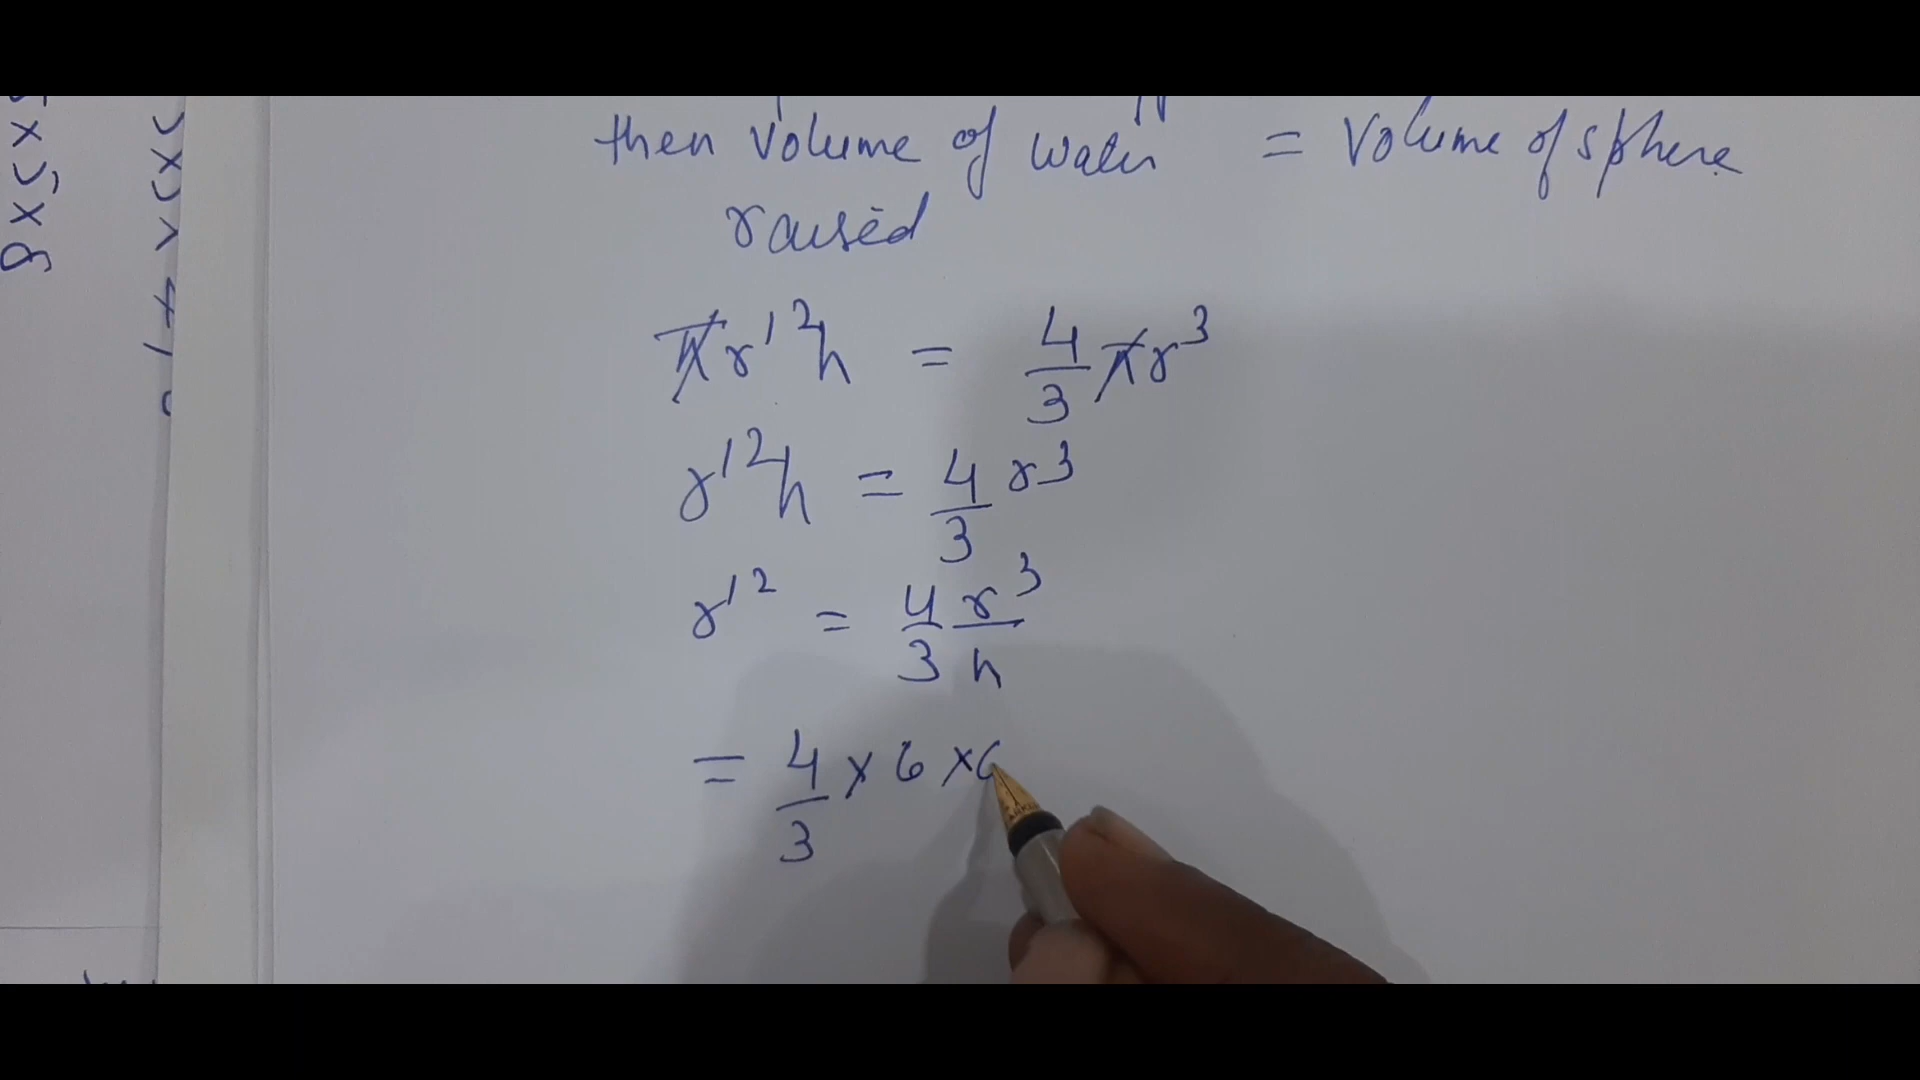 then volume of water = Volume of sphere
raised
πr'²h = 4/3 πr³
r'²h = 4/3 r³
r'² = 4/3 r³/h
= 4/3 × 6 × 6